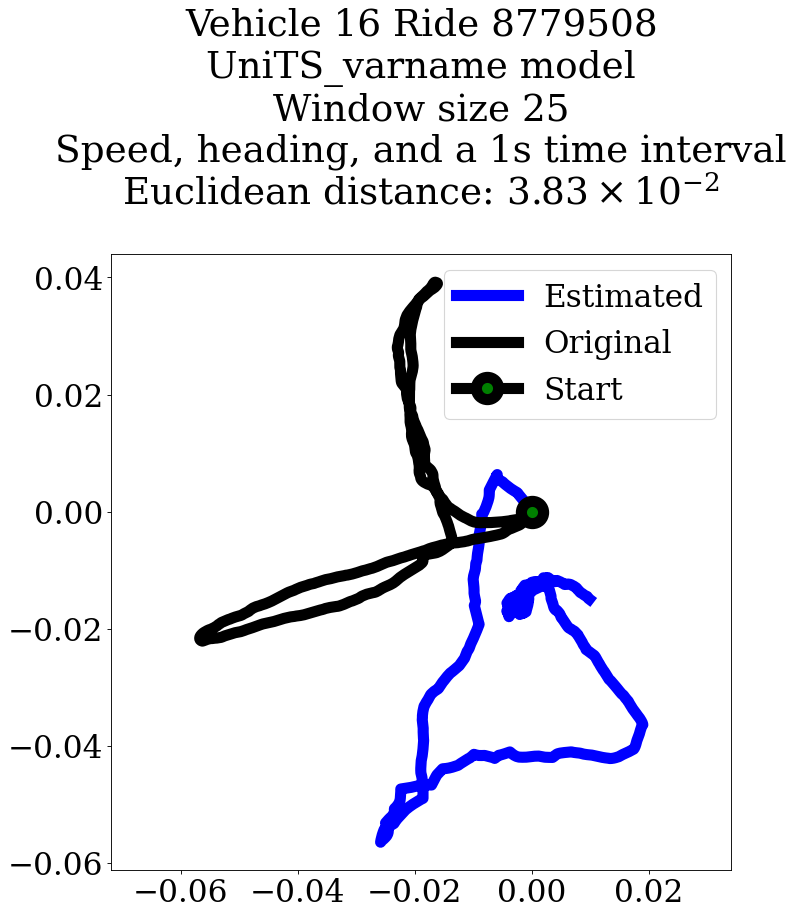 Vehicle 16 Ride 8779508
UniTS_varname model
Window size 25
Speed, heading, and a 1s time interval
Euclidean distance: $3.83 \times 10^{-2}$
Estimated
Original
Start
0.04
0.02
0.00
−0.02
−0.04
−0.06
−0.06 −0.04 −0.02 0.00 0.02